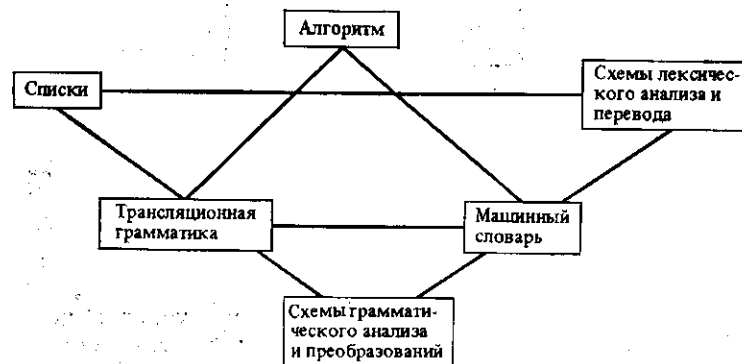 Алгоритм
Списки
Схемы лексичес-
кого анализа и
перевода
Трансляционная
грамматика
Машинный
словарь
Схемы граммати-
ческого анализа
и преобразований